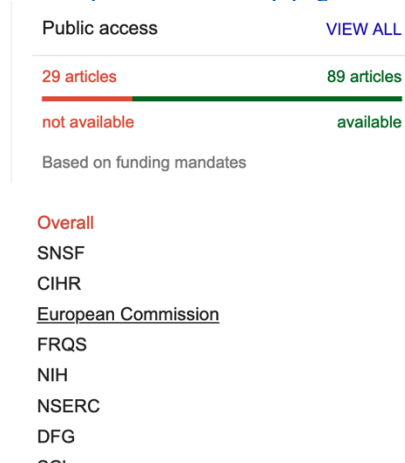 Public access VIEW ALL
29 articles 89 articles
not available available
Based on funding mandates
Overall
SNSF
CIHR
European Commission
FRQS
NIH
NSERC
DFG